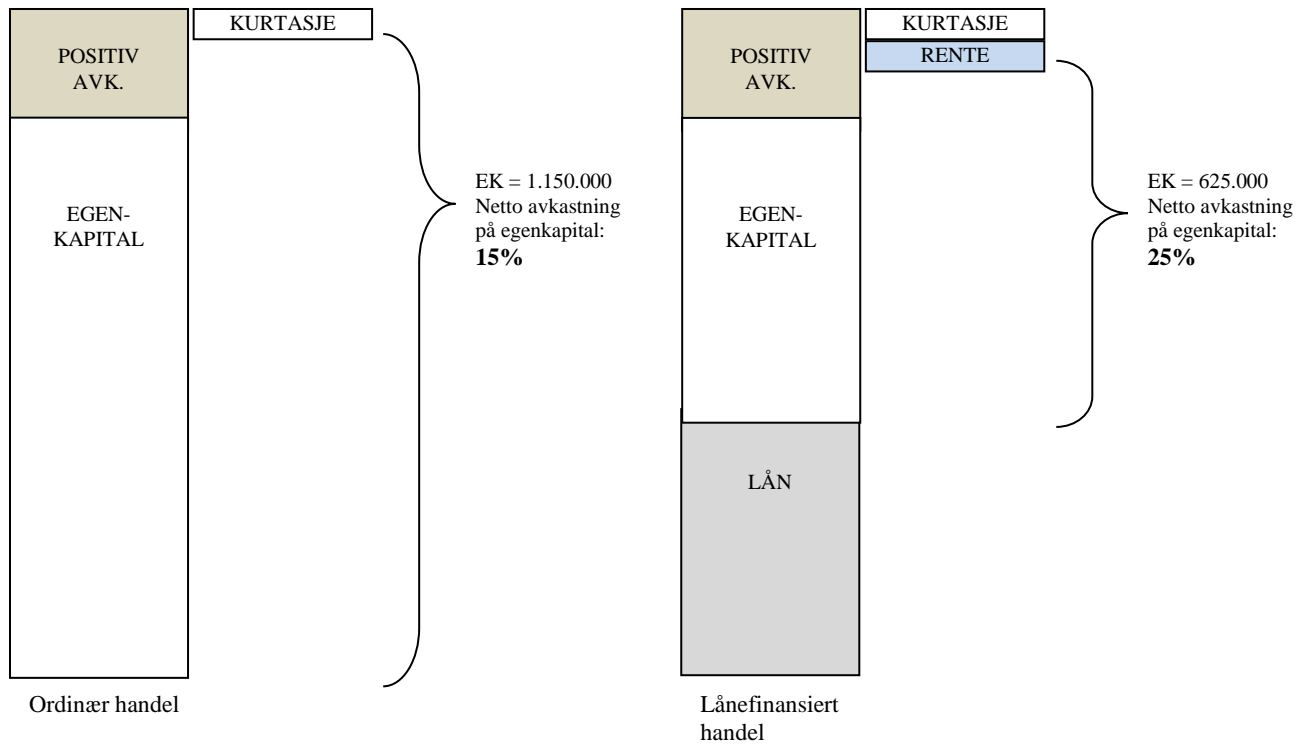 KURTASJE
POSITIV
AVK.
EGEN-
KAPITAL
EK = 1.150.000
Netto avkastning
på egenkapital:
15%
Ordinær handel
KURTASJE
RENTE
POSITIV
AVK.
EGEN-
KAPITAL
EK = 625.000
Netto avkastning
på egenkapital:
25%
LÅN
Lånefinansiert
handel